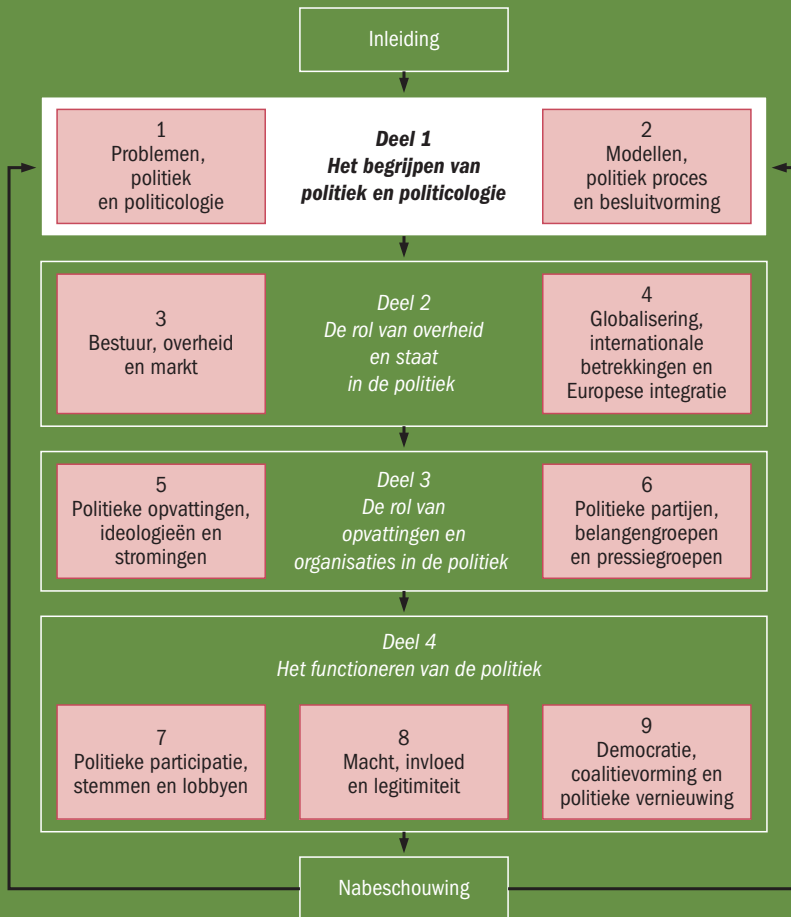 Inleiding
1
Problemen,
politiek
en politicologie
Deel 1
Het begrijpen van
politiek en politicologie
2
Modellen,
politiek proces
en besluitvorming
3
Bestuur, overheid
en markt
Deel 2
De rol van overheid
en staat
in de politiek
4
Globalisering,
internationale
betrekkingen en
Europese integratie
5
Politieke opvattingen,
ideologieën en
stromingen
Deel 3
De rol van
opvattingen en
organisaties in de politiek
6
Politieke partijen,
belangengroepen
en pressiegroepen
Deel 4
Het functioneren van de politiek
7
Politieke participatie,
stemmen en lobbyen
8
Macht, invloed
en legitimiteit
9
Democratie,
coalitievorming en
politieke vernieuwing
Nabeschouwing